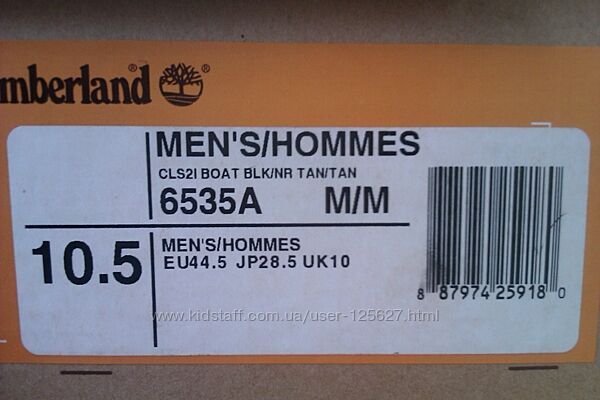 mberland®
®
MEN'S/HOMMES
CLS2I BOAT BLK/NR TAN/TAN
6535A M/M
10.5
MEN'S/HOMMES
EU44.5 JP28.5 UK10
8 87974 25918 0
www.kidstaff.com.ua/user-125627.html